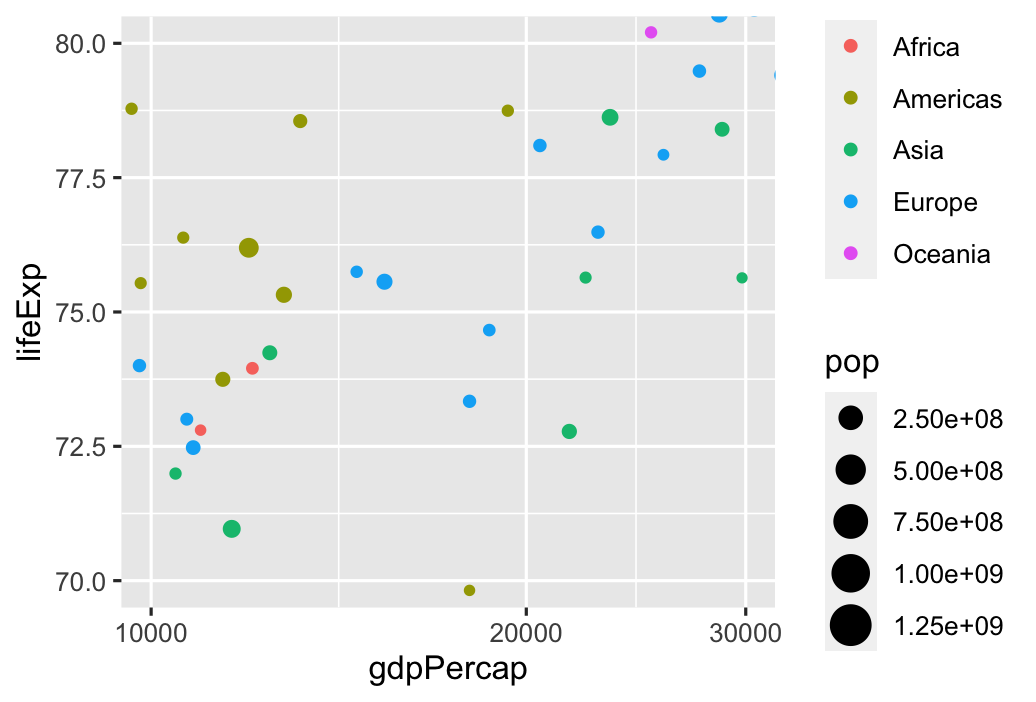 80.0
77.5
75.0
72.5
70.0
lifeExp
10000 20000 30000
gdpPercap
Africa
Americas
Asia
Europe
Oceania
pop
2.50e+08
5.00e+08
7.50e+08
1.00e+09
1.25e+09